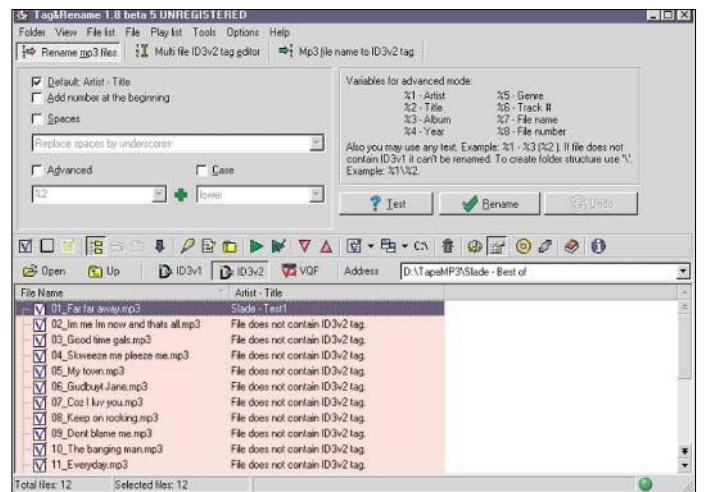 Tag&Rename 1.8 beta 5 UNREGISTERED
Folder View File list File Play list Tools Options Help
Rename mp3 files Multi file ID3v2 tag editor Mp3 file name to ID3v2 tag
Default: Artist - Title
Add number at the beginning
Spaces
Replace spaces by underscores
Advanced Case
%2 lower
Variables for advanced mode:
%1 - Artist %5 - Genre
%2 - Title %6 - Track #
%3 - Album %7 - File name
%4 - Year %8 - File number
Also you may use any text. Example: %1 - %3 (%2 ). If file does not
contain ID3v1 it can't be renamed. To create folder structure use '\'.
Example: %1\%2.
Test Rename Undo
C:\
Open Up ID3v1 ID3v2 VQF Address D:\TapeMP3\Slade - Best of
File Name Artist - Title
01_Far far away.mp3 Slade - Test1
02_Im me Im now and thats all.mp3 File does not contain ID3v2 tag.
03_Good time gals.mp3 File does not contain ID3v2 tag.
04_Skweeze me pleeze me.mp3 File does not contain ID3v2 tag.
05_My town.mp3 File does not contain ID3v2 tag.
06_Gudbuyt Jane.mp3 File does not contain ID3v2 tag.
07_Coz I luv you.mp3 File does not contain ID3v2 tag.
08_Keep on rocking.mp3 File does not contain ID3v2 tag.
09_Dont blame me.mp3 File does not contain ID3v2 tag.
10_The banging man.mp3 File does not contain ID3v2 tag.
11_Everyday.mp3 File does not contain ID3v2 tag.
Total files: 12 Selected files: 12